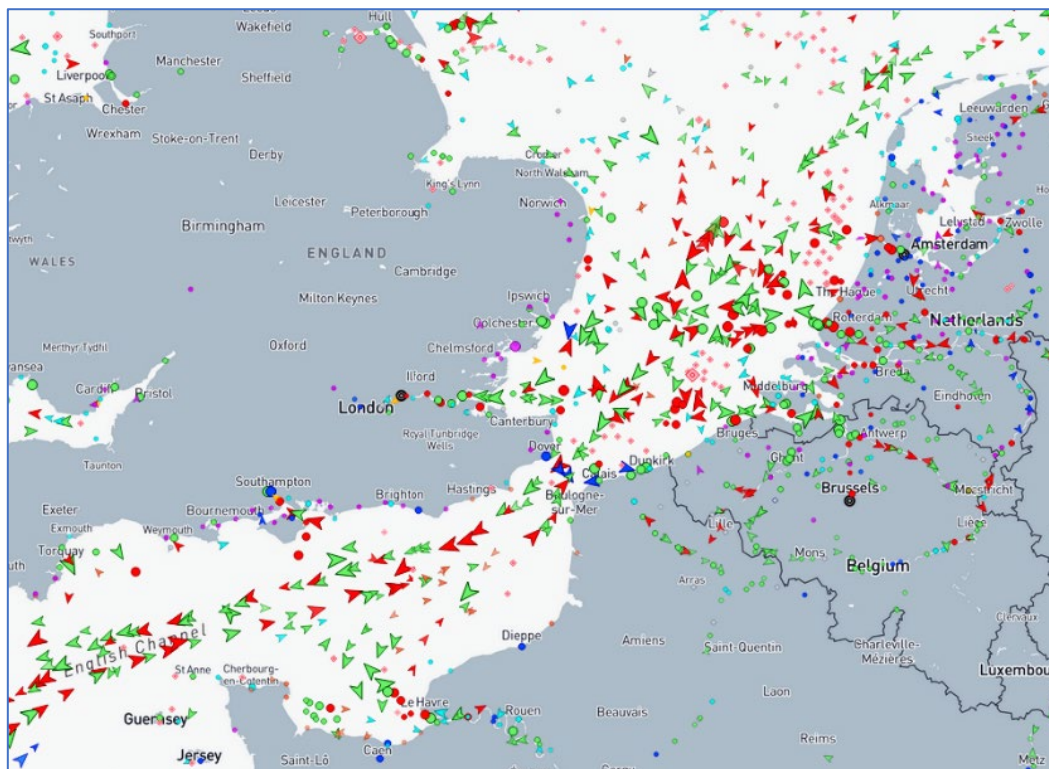 Hull
Wakefield
Southport
Manchester
Liverpool
Sheffield
St Asaph
Chester
Leeuwarden
Wrexham
Stoke-on-Trent
Sneek
Derby
Cromer
North Walsham
King's Lynn
Leicester
Norwich
Peterborough
Alkmaar
Lelystad
Zwolle
Birmingham
Amsterdam
WALES
ENGLAND
Cambridge
Utrecht
The Hague
Milton Keynes
Ipswich
Rotterdam
Netherlands
Colchester
Merthyr-Tydfil
Oxford
Chelmsford
Swansea
Ilford
Breda
Cardiff
Bristol
Middelburg
London
Eindhoven
Canterbury
Royal Tunbridge
Wells
Bruges
Antwerp
Dover
Taunton
Ghent
Calais
Dunkirk
Southampton
Hastings
Brussels
Maastricht
Brighton
Boulogne-
sur-Mer
Exeter
Bournemouth
Exmouth
Weymouth
Lille
Liège
Torquay
Mons
Belgium
Arras
English Channel
Dieppe
Amiens
Saint-Quentin
Charleville-
Mézières
Clervaux
St Anne
Cherbourg-
en-Cotentin
Luxembou
Laon
Le Havre
Rouen
Guernsey
Beauvais
Reims
Jersey
Saint-Lô
Caen
Metz